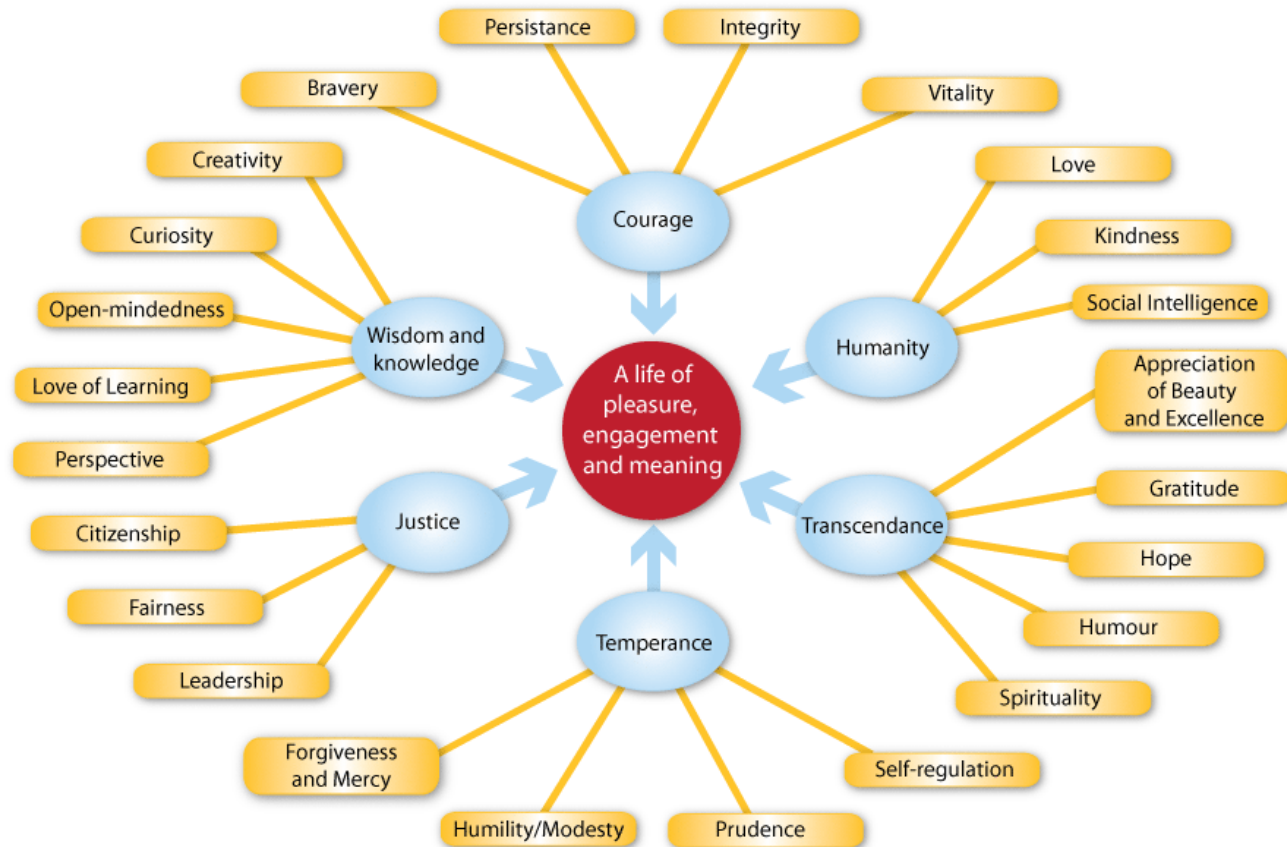 Persistance
Integrity
Bravery
Vitality
Creativity
Love
Courage
Curiosity
Kindness
Open-mindedness
Social Intelligence
Wisdom and
knowledge
Humanity
Love of Learning
Appreciation
of Beauty
and Excellence
A life of
pleasure,
engagement
and meaning
Perspective
Gratitude
Citizenship
Justice
Transcendance
Hope
Fairness
Humour
Temperance
Leadership
Spirituality
Forgiveness
and Mercy
Self-regulation
Humility/Modesty
Prudence